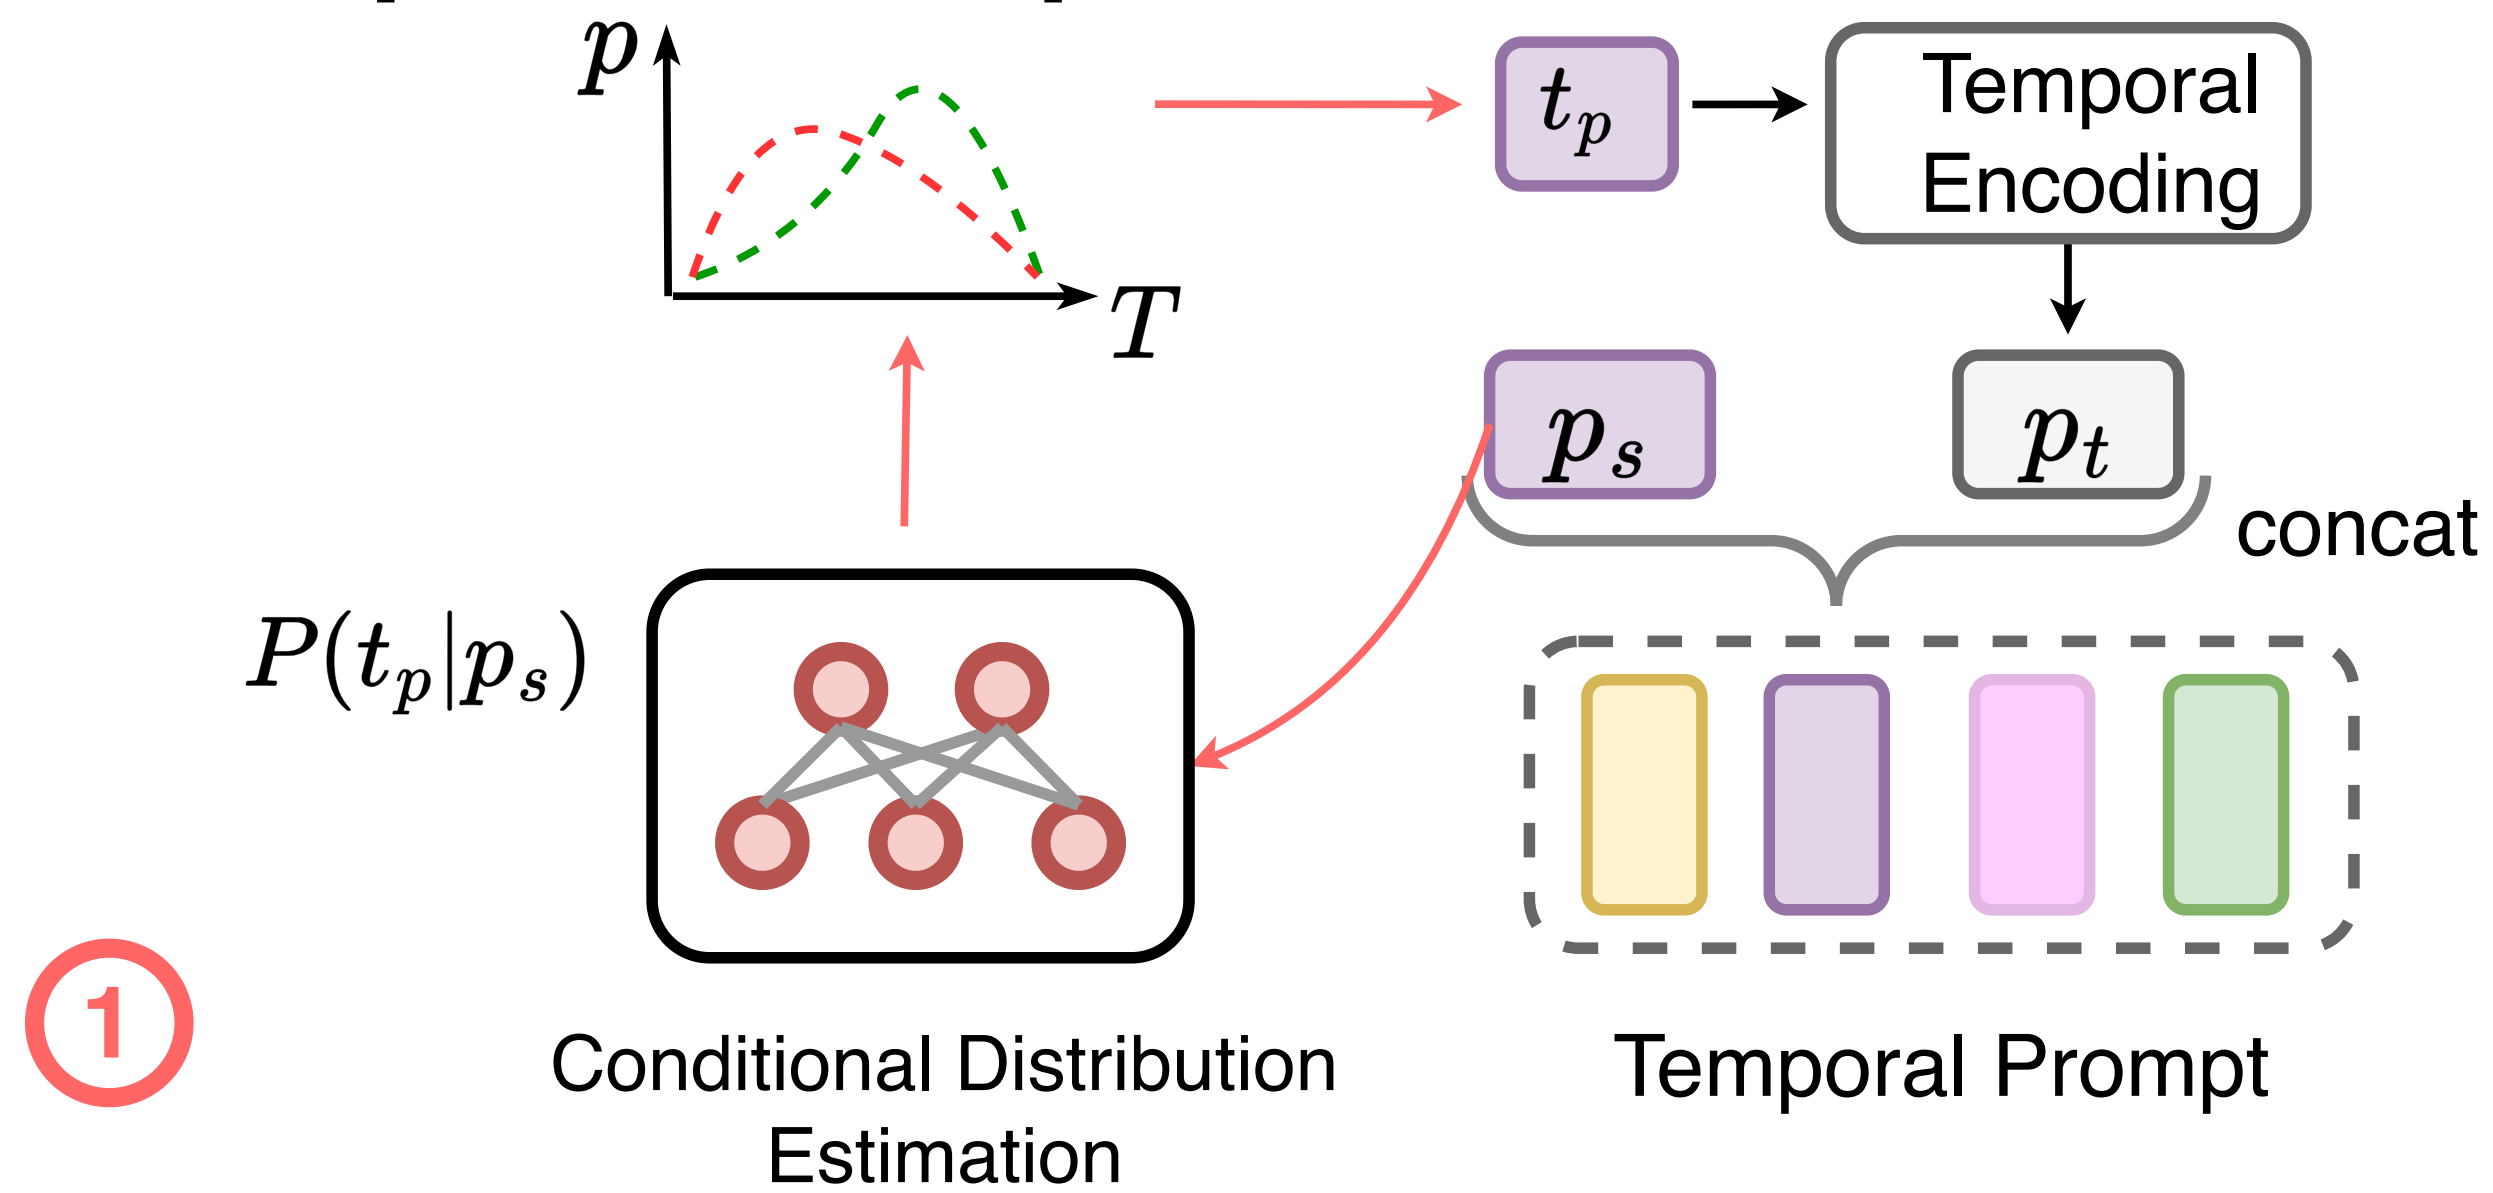 p
T
t_p
Temporal
Encoding
p_s
p_t
concat
P(t_p|p_s)
1
Conditional Distribution
Estimation
Temporal Prompt